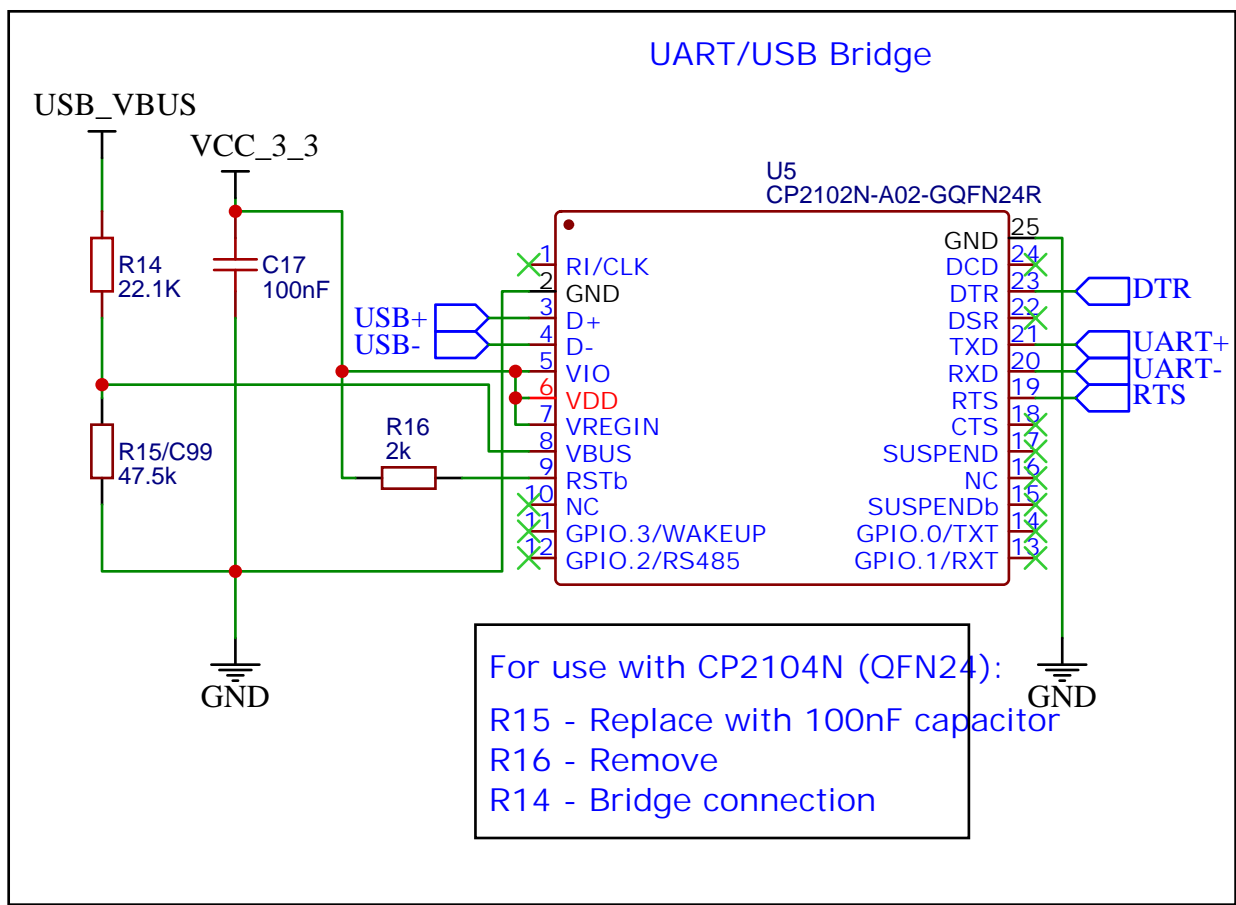 UART/USB Bridge
USB_VBUS
VCC_3_3
R14
22.1K
C17
100nF
R15/C99
47.5k
R16
2k
GND
USB+
USB-
U5
CP2102N-A02-GQFN24R
1 RI/CLK
2 GND
3 D+
4 D-
5 VIO
6 VDD
7 VREGIN
8 VBUS
9 RSTb
10 NC
11 GPIO.3/WAKEUP
12 GPIO.2/RS485
GND 25
DCD 24
DTR 23
DSR 22
TXD 21
RXD 20
RTS 19
CTS 18
SUSPEND 17
NC 16
SUSPENDb 15
GPIO.0/TXT 14
GPIO.1/RXT 13
DTR
UART+
UART-
RTS
GND
For use with CP2104N (QFN24):
R15 - Replace with 100nF capacitor
R16 - Remove
R14 - Bridge connection